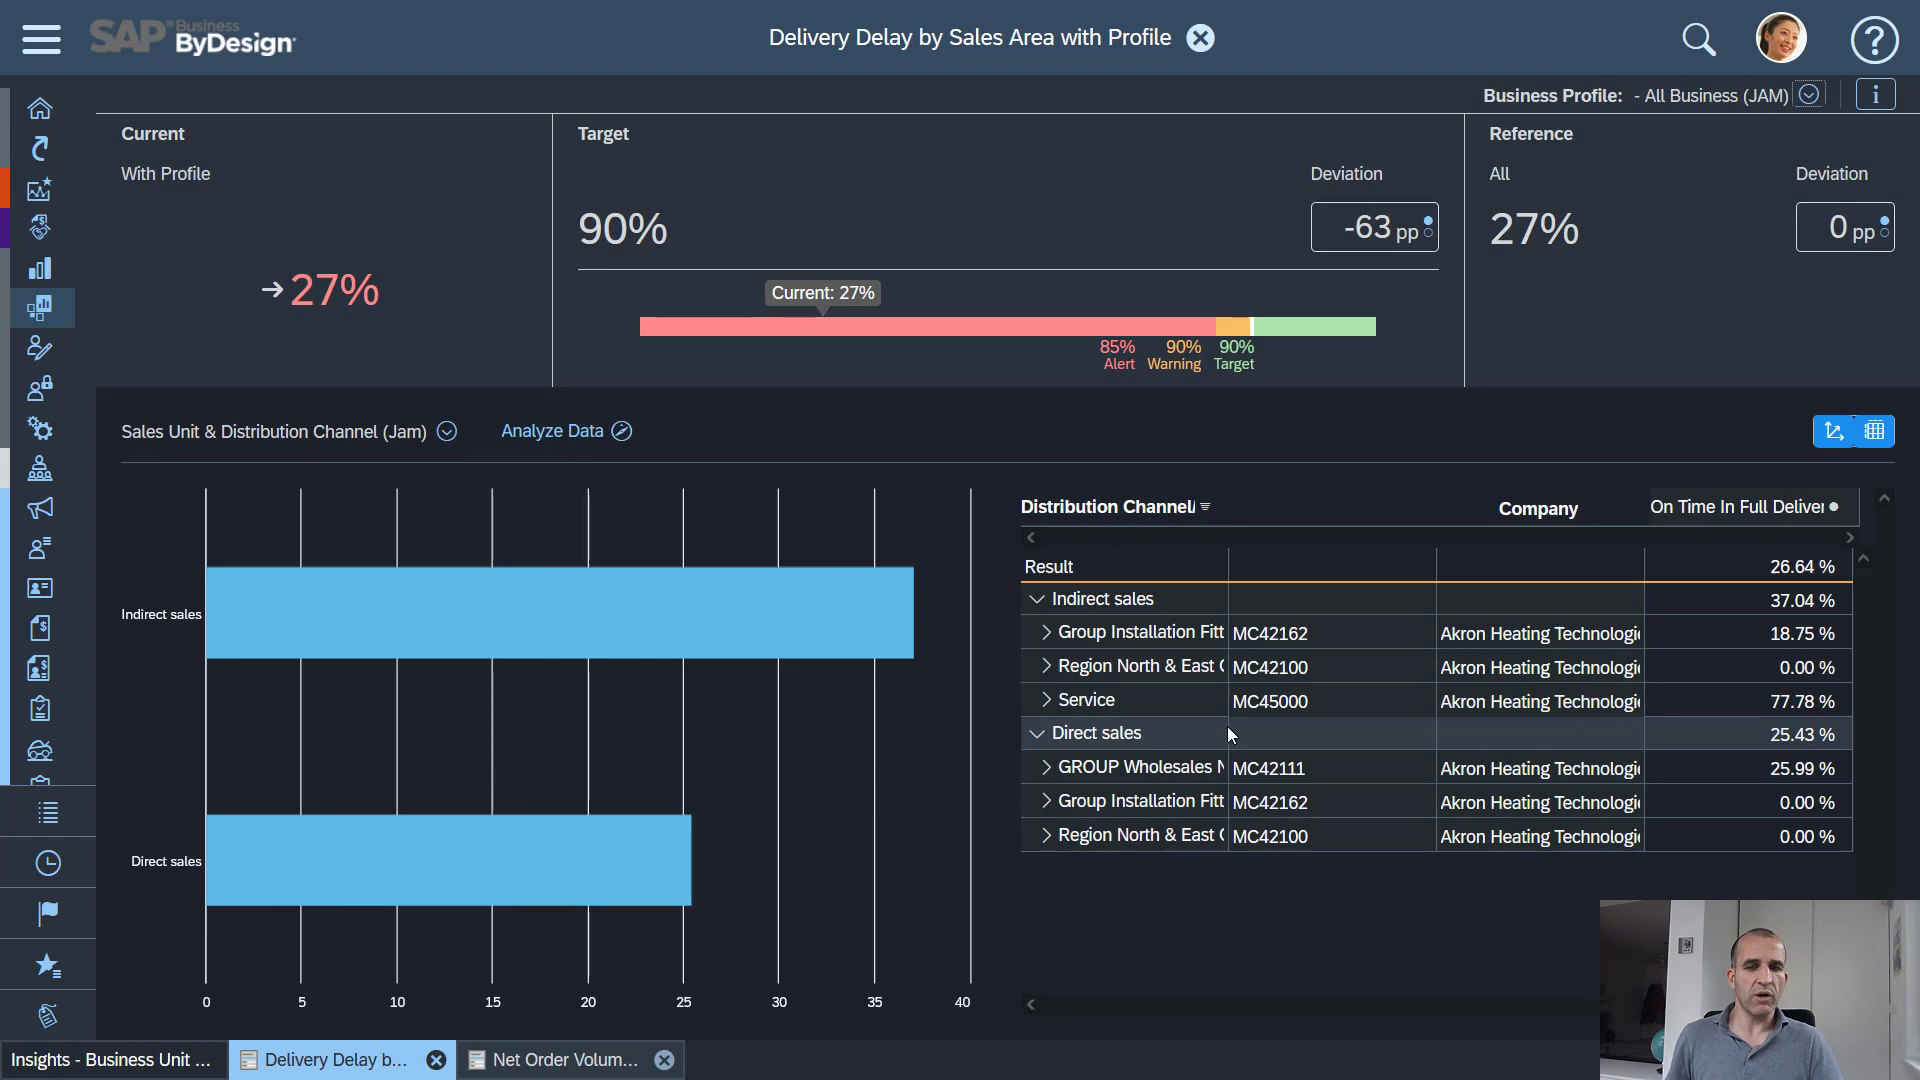 SAP Business ByDesign
Delivery Delay by Sales Area with Profile
?
Business Profile: - All Business (JAM)
i
Current
With Profile
→ 27%
Target
90%
Deviation
-63 pp
Current: 27%
85% 90% 90%
Alert Warning Target
Reference
All
Deviation
27%
0 pp
Sales Unit & Distribution Channel (Jam)
Analyze Data
Indirect sales
Direct sales
0 5 10 15 20 25 30 35 40
Distribution Channel/ Company On Time In Full Deliver
Result 26.64 %
Indirect sales 37.04 %
Group Installation Fitt MC42162 Akron Heating Technologi 18.75 %
Region North & East C MC42100 Akron Heating Technologi 0.00 %
Service MC45000 Akron Heating Technologi 77.78 %
Direct sales 25.43 %
GROUP Wholesales N MC42111 Akron Heating Technologi 25.99 %
Group Installation Fitt MC42162 Akron Heating Technologi 0.00 %
Region North & East C MC42100 Akron Heating Technologi 0.00 %
Insights - Business Unit ...
Delivery Delay b...
Net Order Volum...